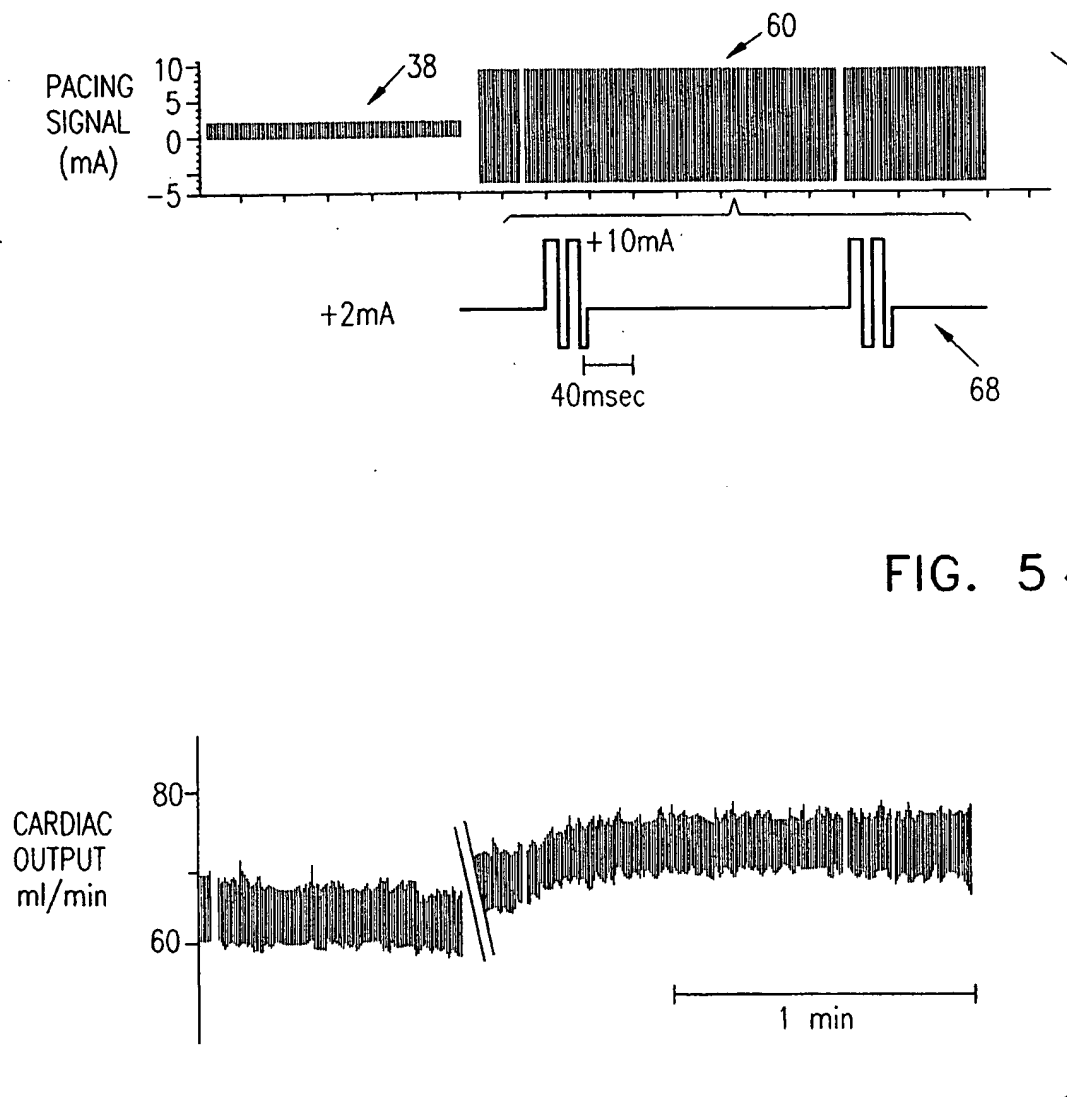 60
38
PACING
SIGNAL
(mA)
10
5
0
-5
+10mA
+2mA
40msec
68
FIG. 5
80
60
CARDIAC
OUTPUT
ml/min
1 min